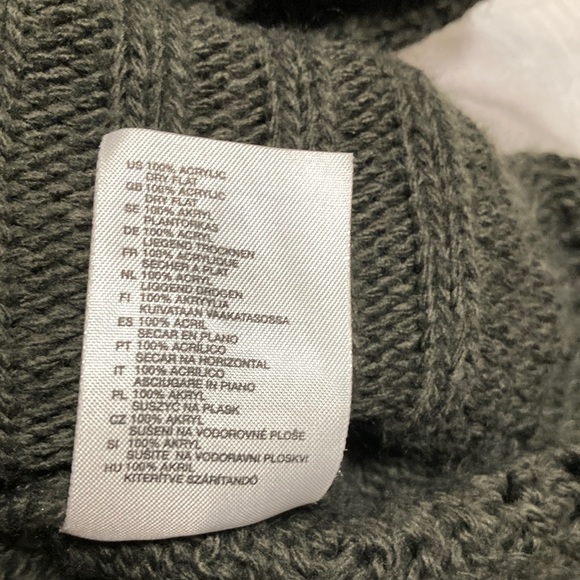 US 100% ACRYLIC
DRY FLAT
GB 100% ACRYLIC
DRY FLAT
SE 100% AKRYL
PLANTORKAS
DE 100% ACRYL
LIEGEND TROCKNEN
FR 100% ACRYLIQUE
SECHER A PLAT
NL 100% ACRYL
LIGGEND DROGEN
FI 100% AKRYYLIA
KUIVATAAN VAAKATASOSSA
ES 100% ACRIL
SECAR EN PLANO
PT 100% ACRÍLICO
SECAR NA HORIZONTAL
IT 100% ACRILICO
ASCIUGARE IN PIANO
PL 100% AKRYL
SUSZYĆ NA PŁASK
CZ 100% AKRYL
SUŠENÍ NA VODOROVNÉ PLOŠE
SI 100% AKRYL
SUŠITE NA VODORAVNI PLOSKVI
HU 100% AKRIL
KITERÍTVE SZÁRÍTANDÓ